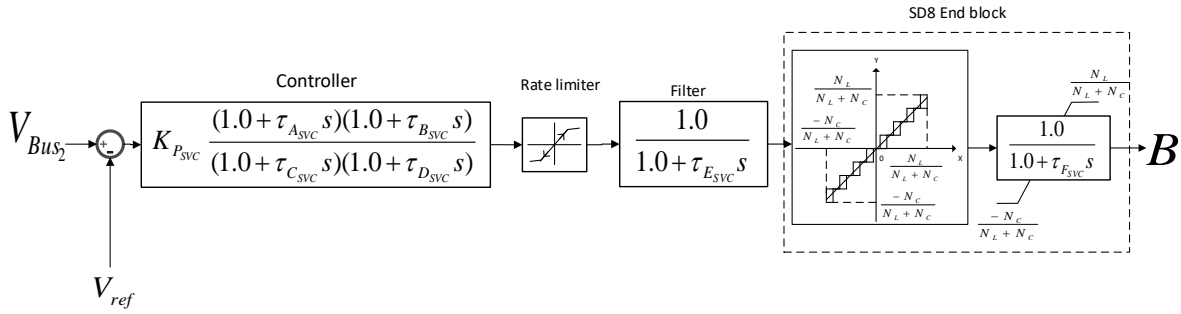 SD8 End block
Controller
Rate limiter
Filter
V_{Bus_2}
+
-
V_{ref}
K_{P_{SVC}} \frac{(1.0+\tau_{A_{SVC}}s)(1.0+\tau_{B_{SVC}}s)}{(1.0+\tau_{C_{SVC}}s)(1.0+\tau_{D_{SVC}}s)}
\frac{1.0}{1.0+\tau_{E_{SVC}}s}
Y
\frac{N_L}{N_L+N_C}
\frac{-N_C}{N_L+N_C}
0
X
\frac{N_L}{N_L+N_C}
\frac{-N_C}{N_L+N_C}
\frac{N_L}{N_L+N_C}
\frac{1.0}{1.0+\tau_{F_{SVC}}s}
\frac{-N_C}{N_L+N_C}
B